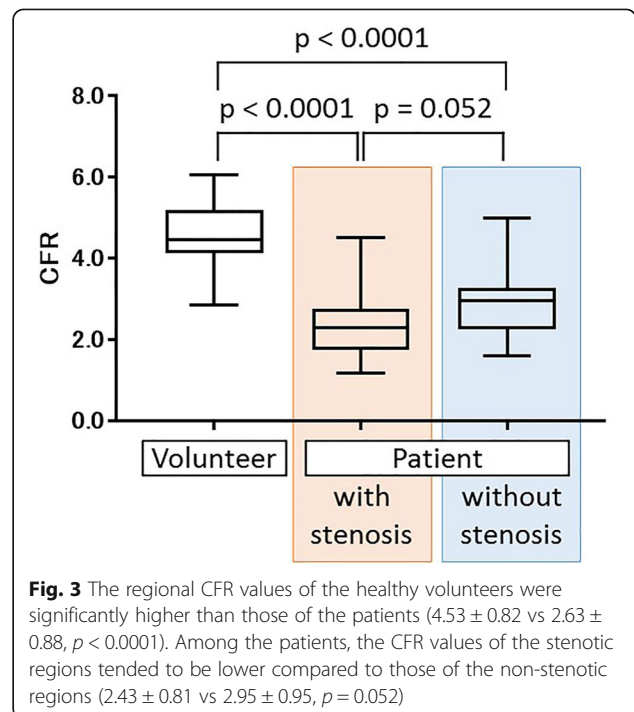 p < 0.0001
p < 0.0001 p = 0.052
8.0
6.0
4.0
2.0
0.0
CFR
Volunteer
Patient
with
stenosis
without
stenosis
Fig. 3 The regional CFR values of the healthy volunteers were
significantly higher than those of the patients (4.53 ± 0.82 vs 2.63 ±
0.88, p < 0.0001). Among the patients, the CFR values of the stenotic
regions tended to be lower compared to those of the non-stenotic
regions (2.43 ± 0.81 vs 2.95 ± 0.95, p = 0.052)